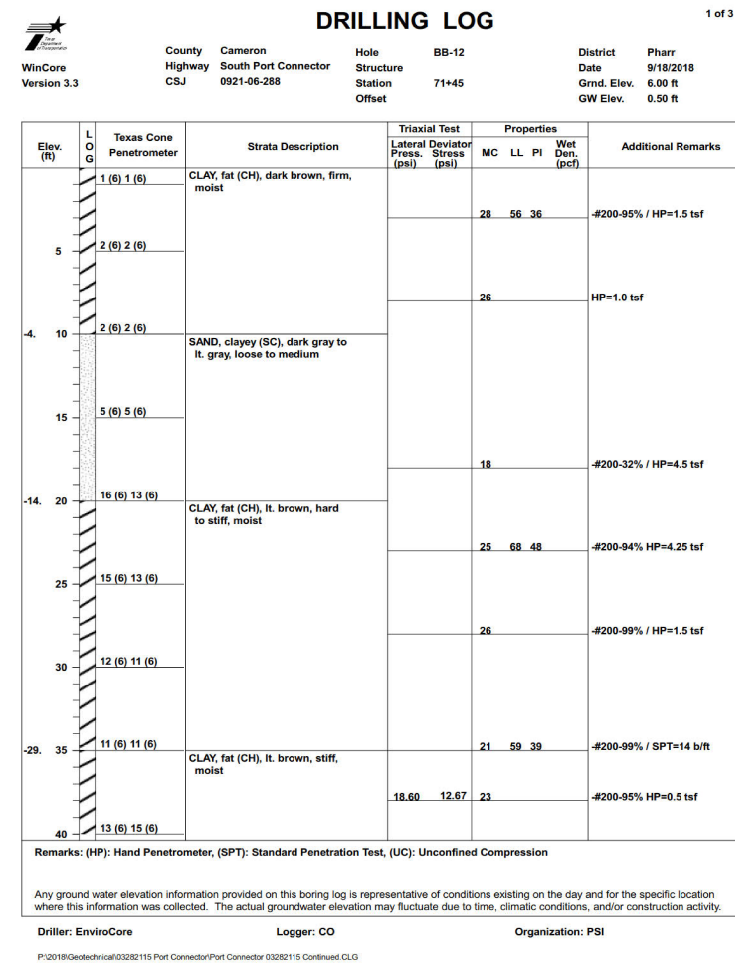 DRILLING LOG
1 of 3
Texas
Department
of Transportation
WinCore
Version 3.3
County Cameron
Highway South Port Connector
CSJ 0921-06-288
Hole BB-12
Structure
Station 71+45
Offset
District Pharr
Date 9/18/2018
Grnd. Elev. 6.00 ft
GW Elev. 0.50 ft
Elev. (ft)
L O G
Texas Cone Penetrometer
Strata Description
Triaxial Test
Lateral Press. (psi)
Deviator Stress (psi)
Properties
MC LL PI Wet Den. (pcf)
Additional Remarks
1 (6) 1 (6)
CLAY, fat (CH), dark brown, firm,
moist
28 56 36 -#200-95% / HP=1.5 tsf
5 2 (6) 2 (6)
26 HP=1.0 tsf
-4. 10 2 (6) 2 (6)
SAND, clayey (SC), dark gray to
lt. gray, loose to medium
15 5 (6) 5 (6)
18 -#200-32% / HP=4.5 tsf
-14. 20 16 (6) 13 (6)
CLAY, fat (CH), lt. brown, hard
to stiff, moist
25 68 48 -#200-94% HP=4.25 tsf
25 15 (6) 13 (6)
26 -#200-99% / HP=1.5 tsf
30 12 (6) 11 (6)
-29. 35 11 (6) 11 (6) 21 59 39 -#200-99% / SPT=14 b/ft
CLAY, fat (CH), lt. brown, stiff,
moist
18.60 12.67 23 -#200-95% HP=0.5 tsf
40 13 (6) 15 (6)
Remarks: (HP): Hand Penetrometer, (SPT): Standard Penetration Test, (UC): Unconfined Compression
Any ground water elevation information provided on this boring log is representative of conditions existing on the day and for the specific location
where this information was collected. The actual groundwater elevation may fluctuate due to time, climatic conditions, and/or construction activity.
Driller: EnviroCore Logger: CO Organization: PSI
P:\2018\Geotechnical\03282115 Port Connector\Port Connector 03282115 Continued.CLG